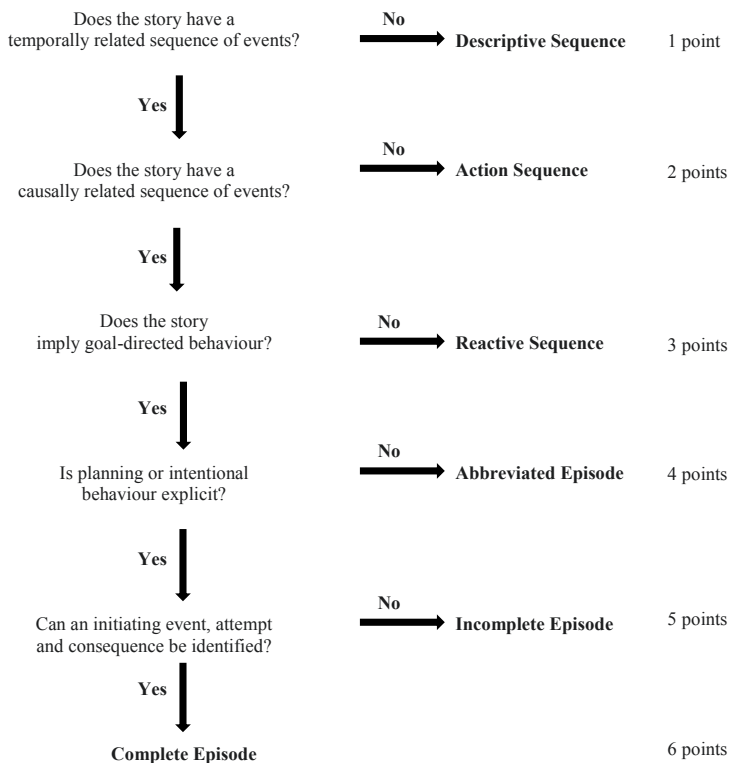 Does the story have a
temporally related sequence of events?
No
Descriptive Sequence
1 point
Yes
Does the story have a
causally related sequence of events?
No
Action Sequence
2 points
Yes
Does the story
imply goal-directed behaviour?
No
Reactive Sequence
3 points
Yes
Is planning or intentional
behaviour explicit?
No
Abbreviated Episode
4 points
Yes
Can an initiating event, attempt
and consequence be identified?
No
Incomplete Episode
5 points
Yes
Complete Episode
6 points